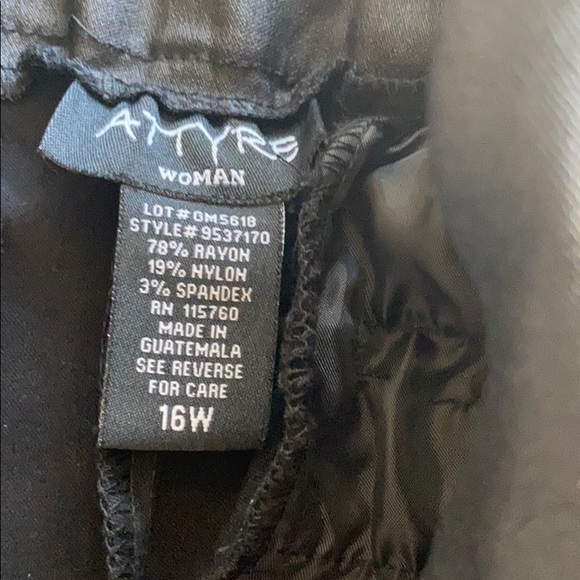 AMYRE
WOMAN
LOT# GM5618
STYLE# 9537170
78% RAYON
19% NYLON
3% SPANDEX
RN 115760
MADE IN
GUATEMALA
SEE REVERSE
FOR CARE
16W